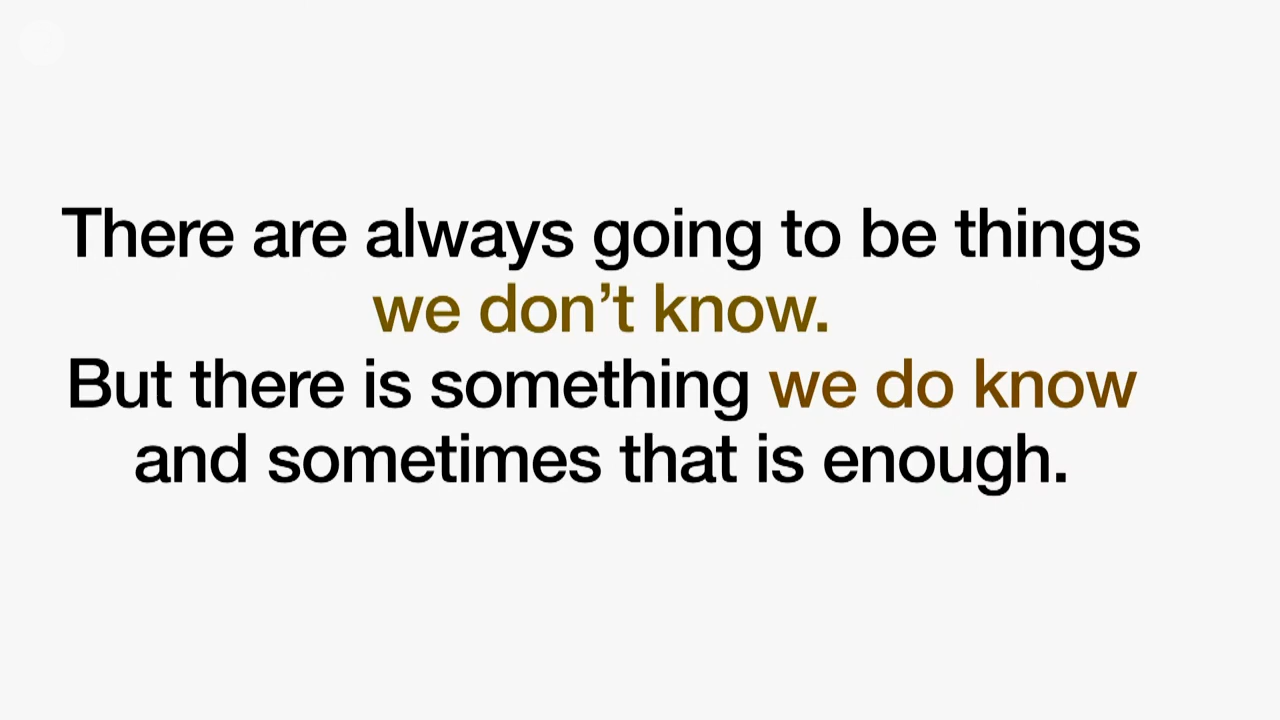 There are always going to be things
we don’t know.
But there is something we do know
and sometimes that is enough.